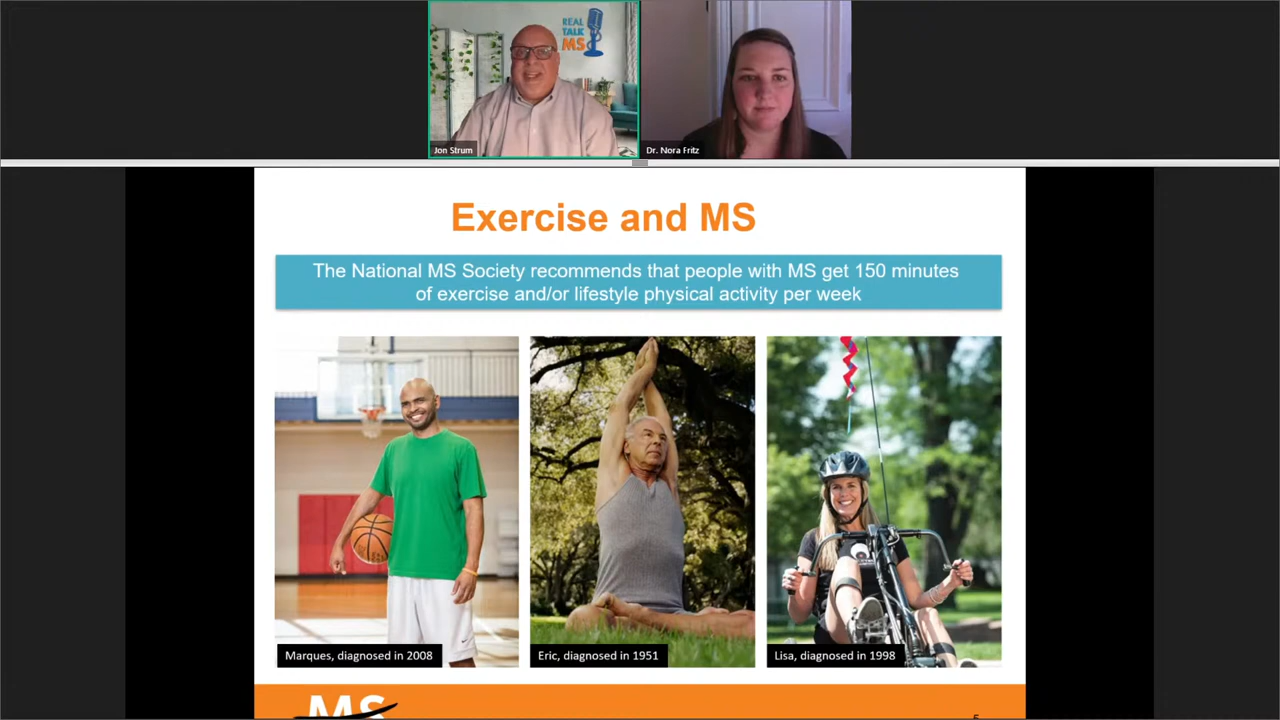 REAL
TALK
MS
Jon Strum
Dr. Nora Fritz
Exercise and MS
The National MS Society recommends that people with MS get 150 minutes
of exercise and/or lifestyle physical activity per week
Marques, diagnosed in 2008
Eric, diagnosed in 1951
Lisa, diagnosed in 1998
MS